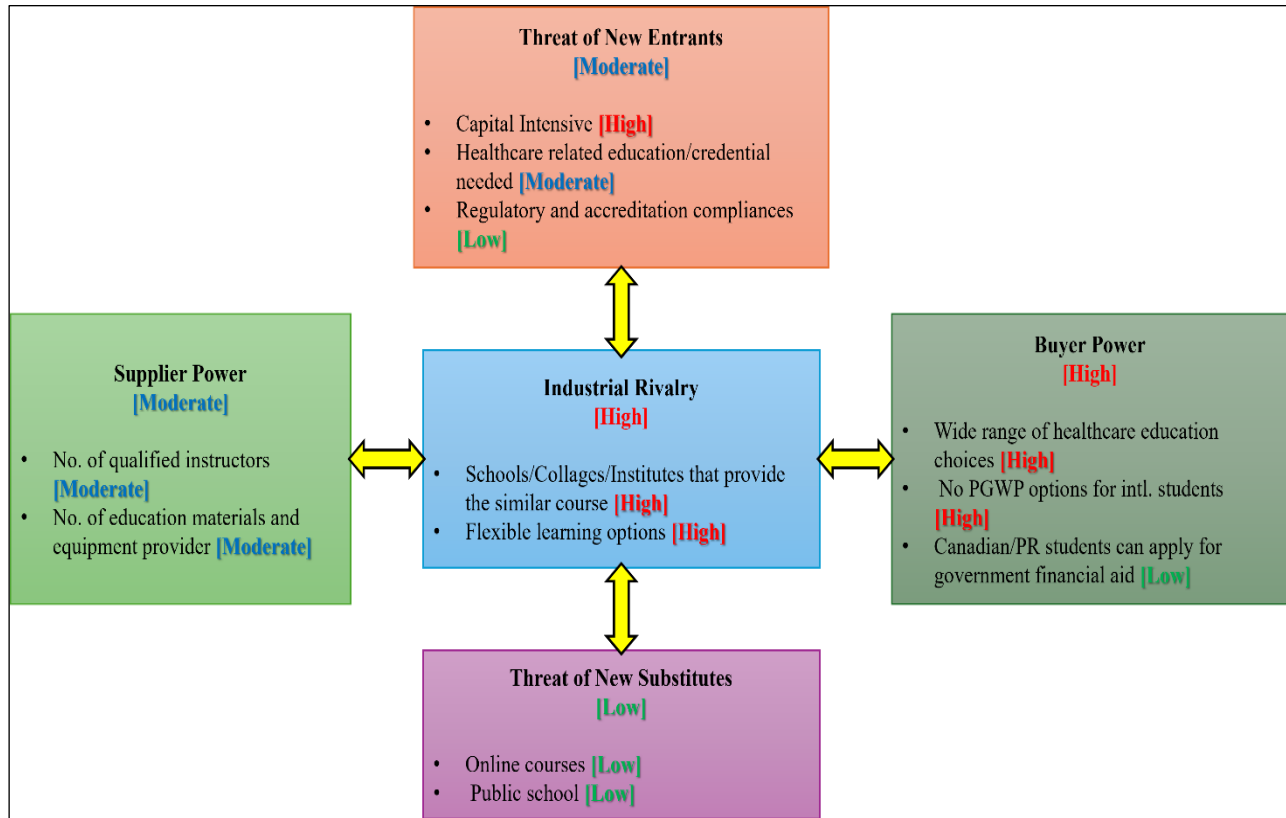 Threat of New Entrants
[Moderate]
• Capital Intensive [High]
• Healthcare related education/credential
needed [Moderate]
• Regulatory and accreditation compliances
[Low]
Supplier Power
[Moderate]
• No. of qualified instructors
[Moderate]
• No. of education materials and
equipment provider [Moderate]
Industrial Rivalry
[High]
• Schools/Collages/Institutes that provide
the similar course [High]
• Flexible learning options [High]
Buyer Power
[High]
• Wide range of healthcare education
choices [High]
• No PGWP options for intl. students
[High]
• Canadian/PR students can apply for
government financial aid [Low]
Threat of New Substitutes
[Low]
• Online courses [Low]
• Public school [Low]